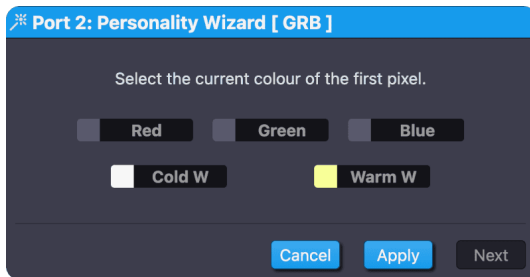 Port 2: Personality Wizard [ GRB ]
Select the current colour of the first pixel.
Red Green Blue
Cold W Warm W
Cancel Apply Next